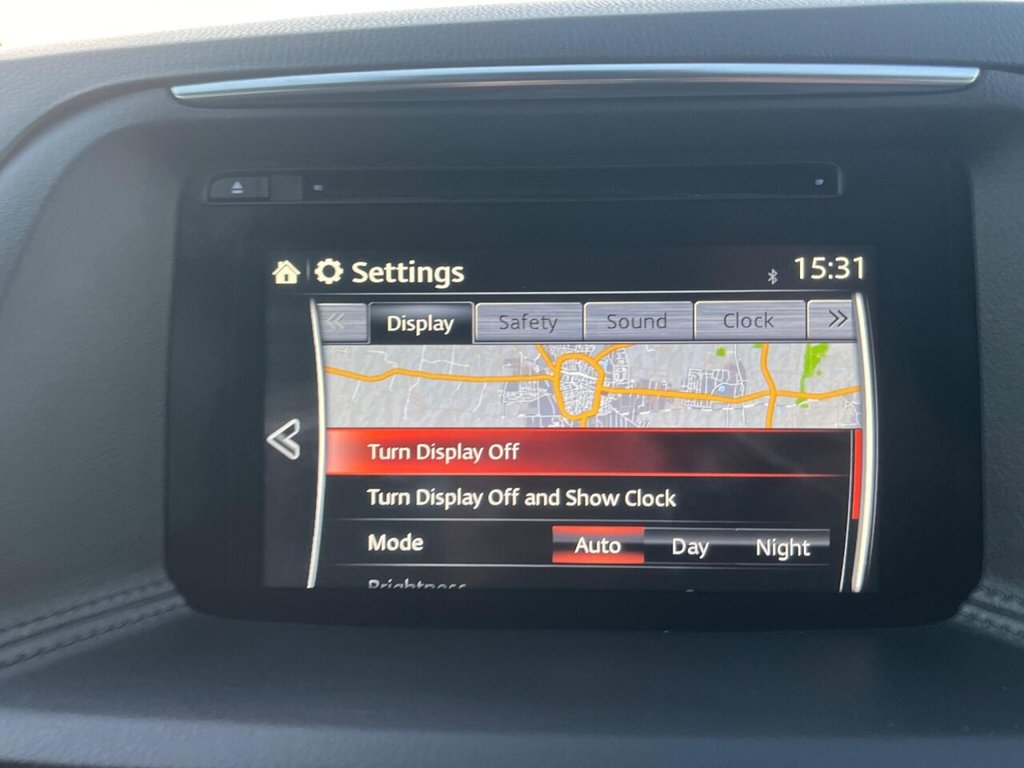 Settings 15:31
Display Safety Sound Clock
Turn Display Off
Turn Display Off and Show Clock
Mode Auto Day Night
Brightness